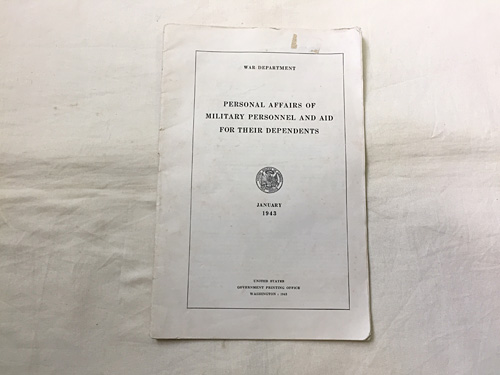 WAR DEPARTMENT
PERSONAL AFFAIRS OF
MILITARY PERSONNEL AND AID
FOR THEIR DEPENDENTS
JANUARY
1943
UNITED STATES
GOVERNMENT PRINTING OFFICE
WASHINGTON : 1943